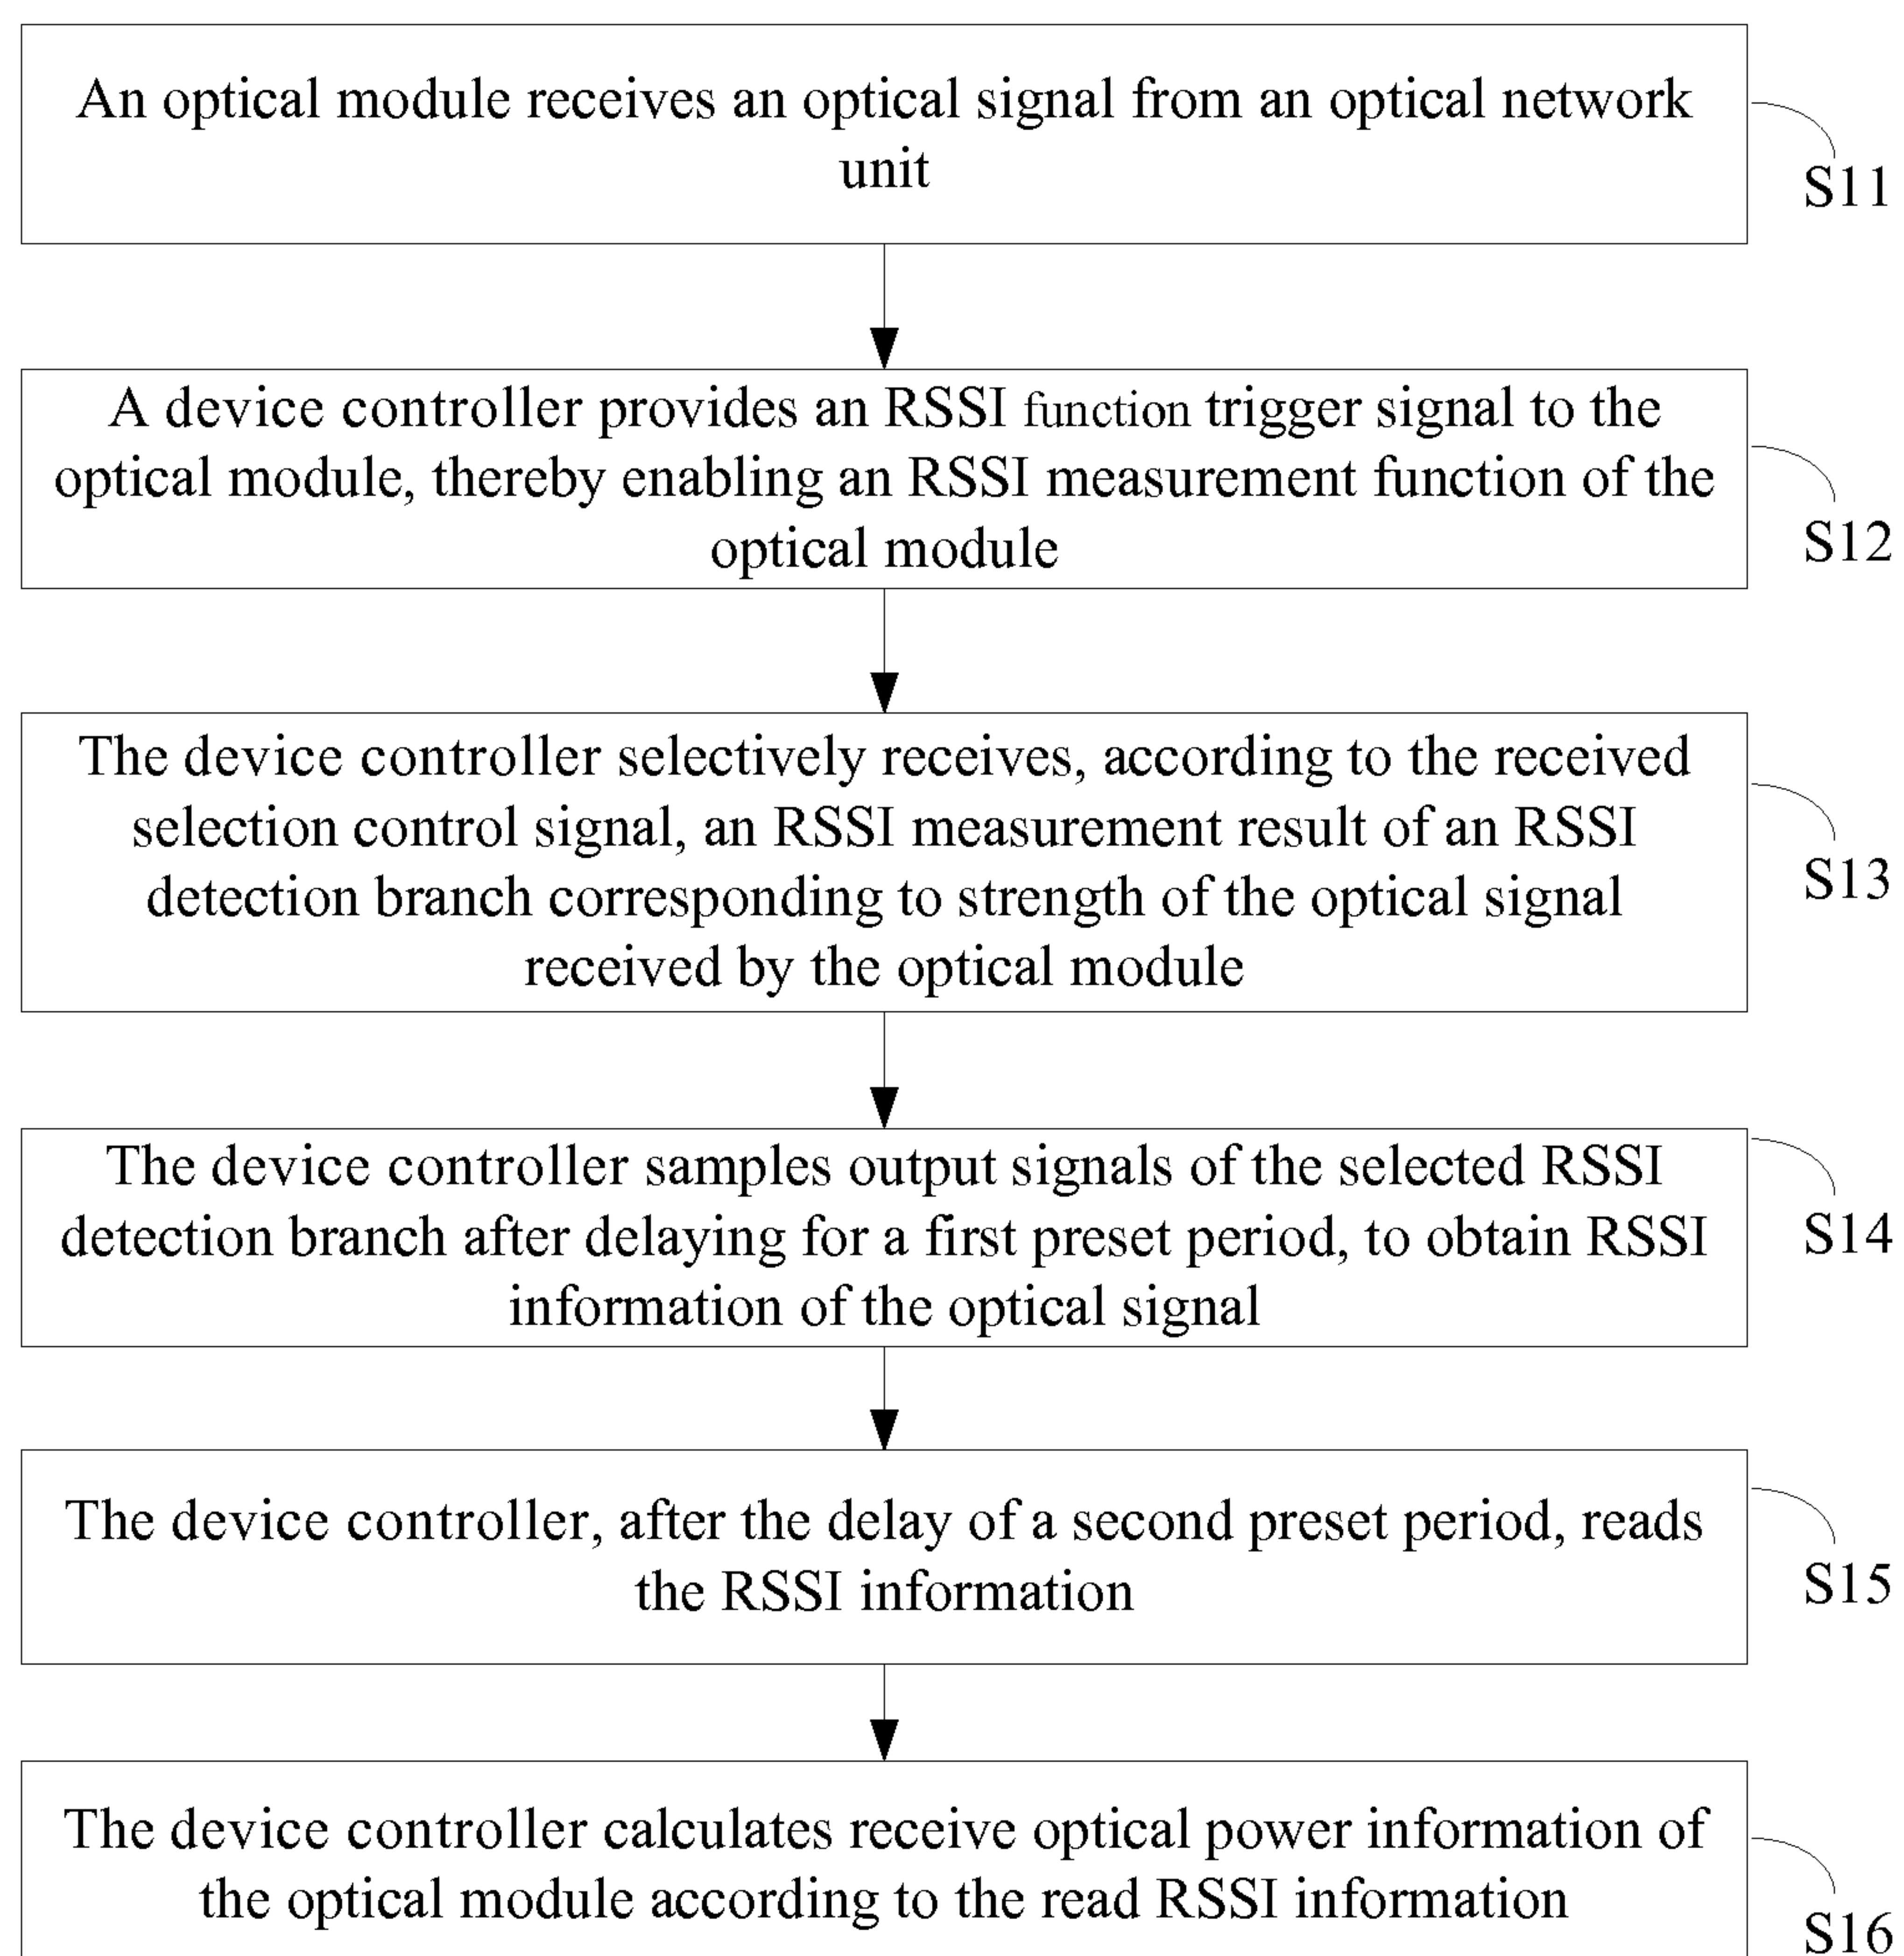 An optical module receives an optical signal from an optical network
unit
S11
A device controller provides an RSSI function trigger signal to the
optical module, thereby enabling an RSSI measurement function of the
optical module
S12
The device controller selectively receives, according to the received
selection control signal, an RSSI measurement result of an RSSI
detection branch corresponding to strength of the optical signal
received by the optical module
S13
The device controller samples output signals of the selected RSSI
detection branch after delaying for a first preset period, to obtain RSSI
information of the optical signal
S14
The device controller, after the delay of a second preset period, reads
the RSSI information
S15
The device controller calculates receive optical power information of
the optical module according to the read RSSI information
S16